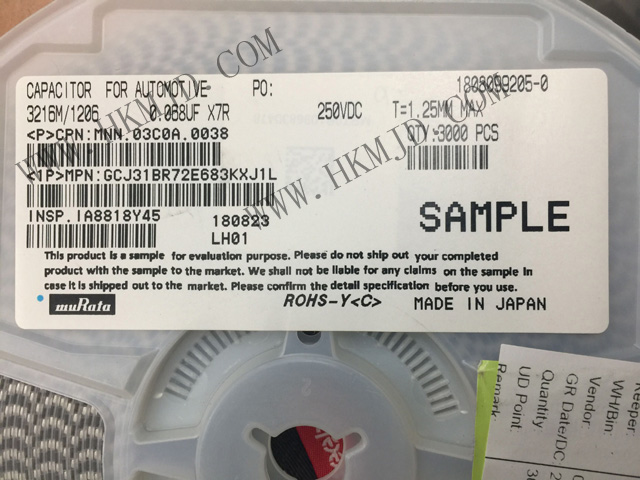 CAPACITOR FOR AUTOMOTIVE PO: 1808099205-0
3216M/1206 0.068UF X7R 250VDC T=1.25MM MAX
<P>CRN:MNN.03C0A.0038 QTY:3000 PCS
<1P>MPN:GCJ31BR72E683KXJ1L
INSP.IA8818Y45 180823 SAMPLE
LH01
This product is a sample for evaluation purpose. Please do not ship out your completed
product with the sample to the market. We shall not be liable for any claims on the sample In
case it is shipped out to the market. Please confirm the detail specification before you use.
muRata ROHS-Y<C> MADE IN JAPAN
WWW.HKMJD.COM
WWW.HKMJD.COM
Keeper:
WH/Bin:
Vendor:
GR Date/DC
Quantity
UD Point
Remark